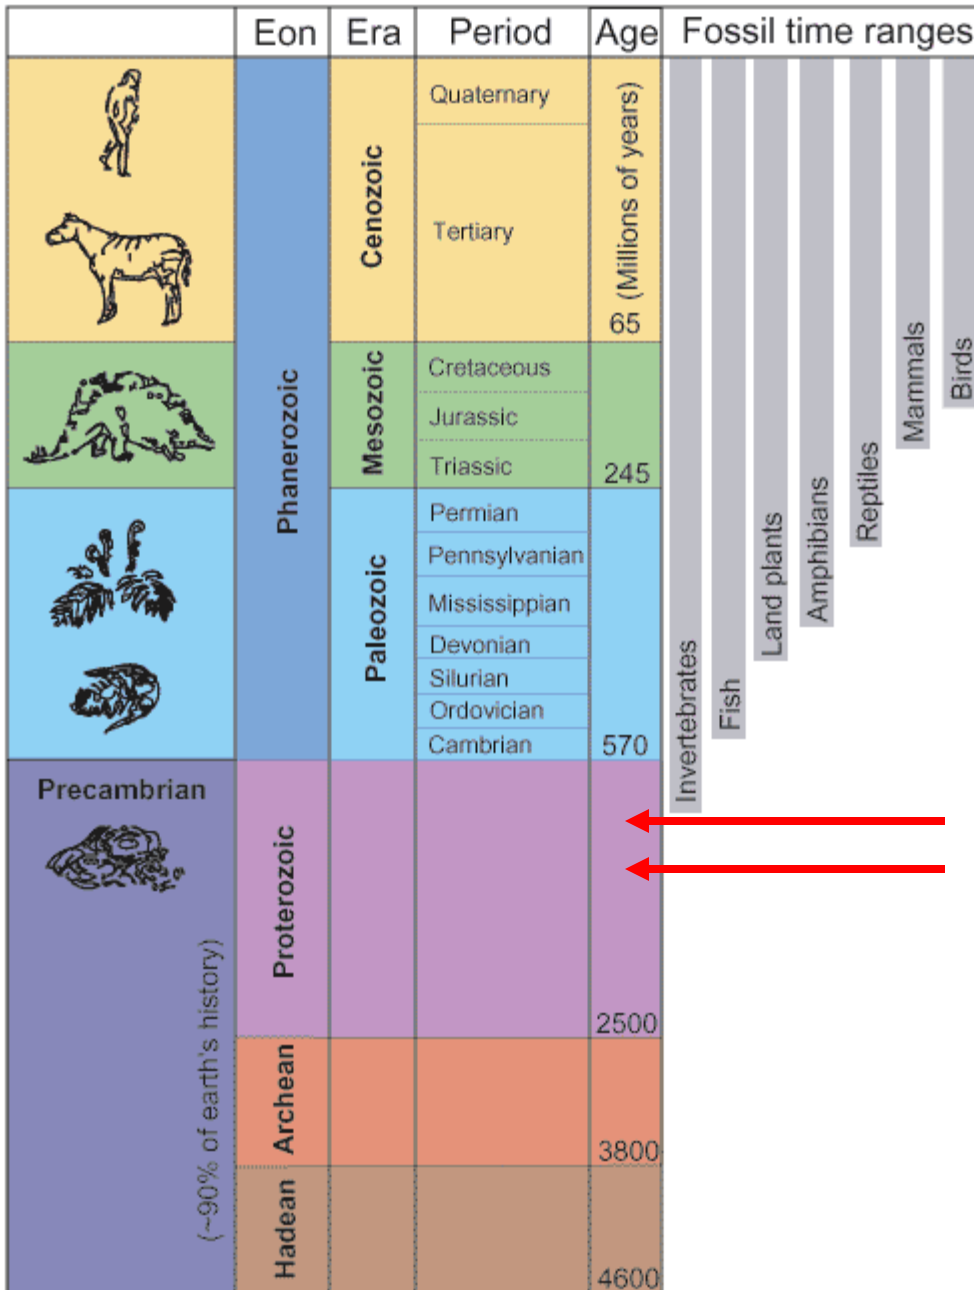 Eon Era Period Age Fossil time ranges
Quaternary
Tertiary
Cenozoic
(Millions of years)
65
Cretaceous
Jurassic
Triassic
Mesozoic
245
Phanerozoic
Permian
Pennsylvanian
Mississippian
Devonian
Silurian
Ordovician
Cambrian
Paleozoic
570
Invertebrates
Fish
Land plants
Amphibians
Reptiles
Mammals
Birds
Precambrian
(~90% of earth's history)
Proterozoic
2500
Archean
3800
Hadean
4600